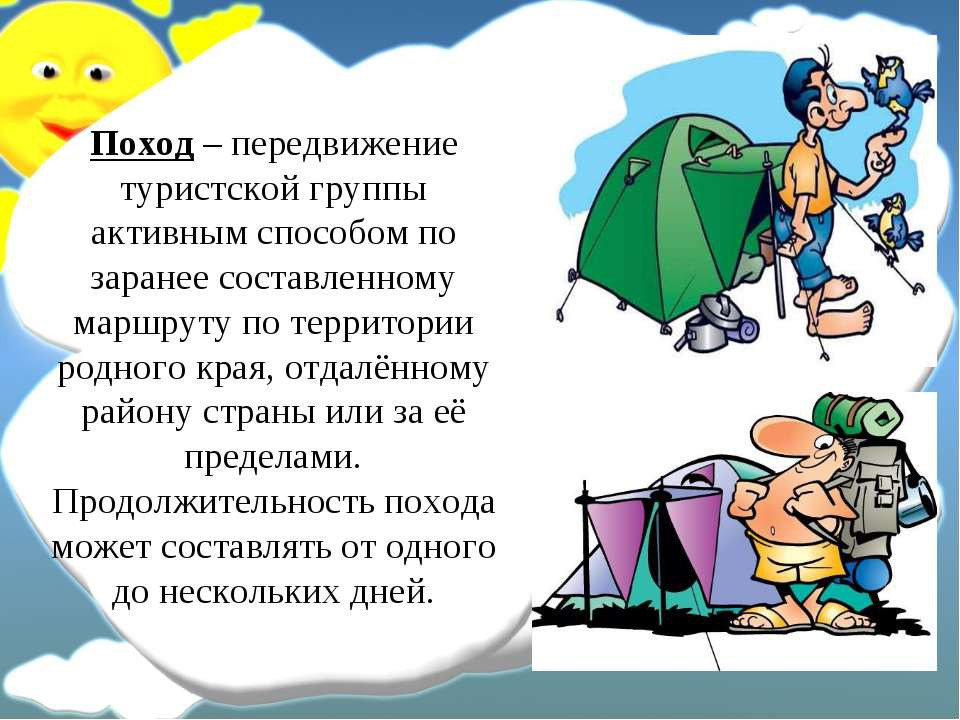 Поход – передвижение
туристской группы
активным способом по
заранее составленному
маршруту по территории
родного края, отдалённому
району страны или за её
пределами.
Продолжительность похода
может составлять от одного
до нескольких дней.